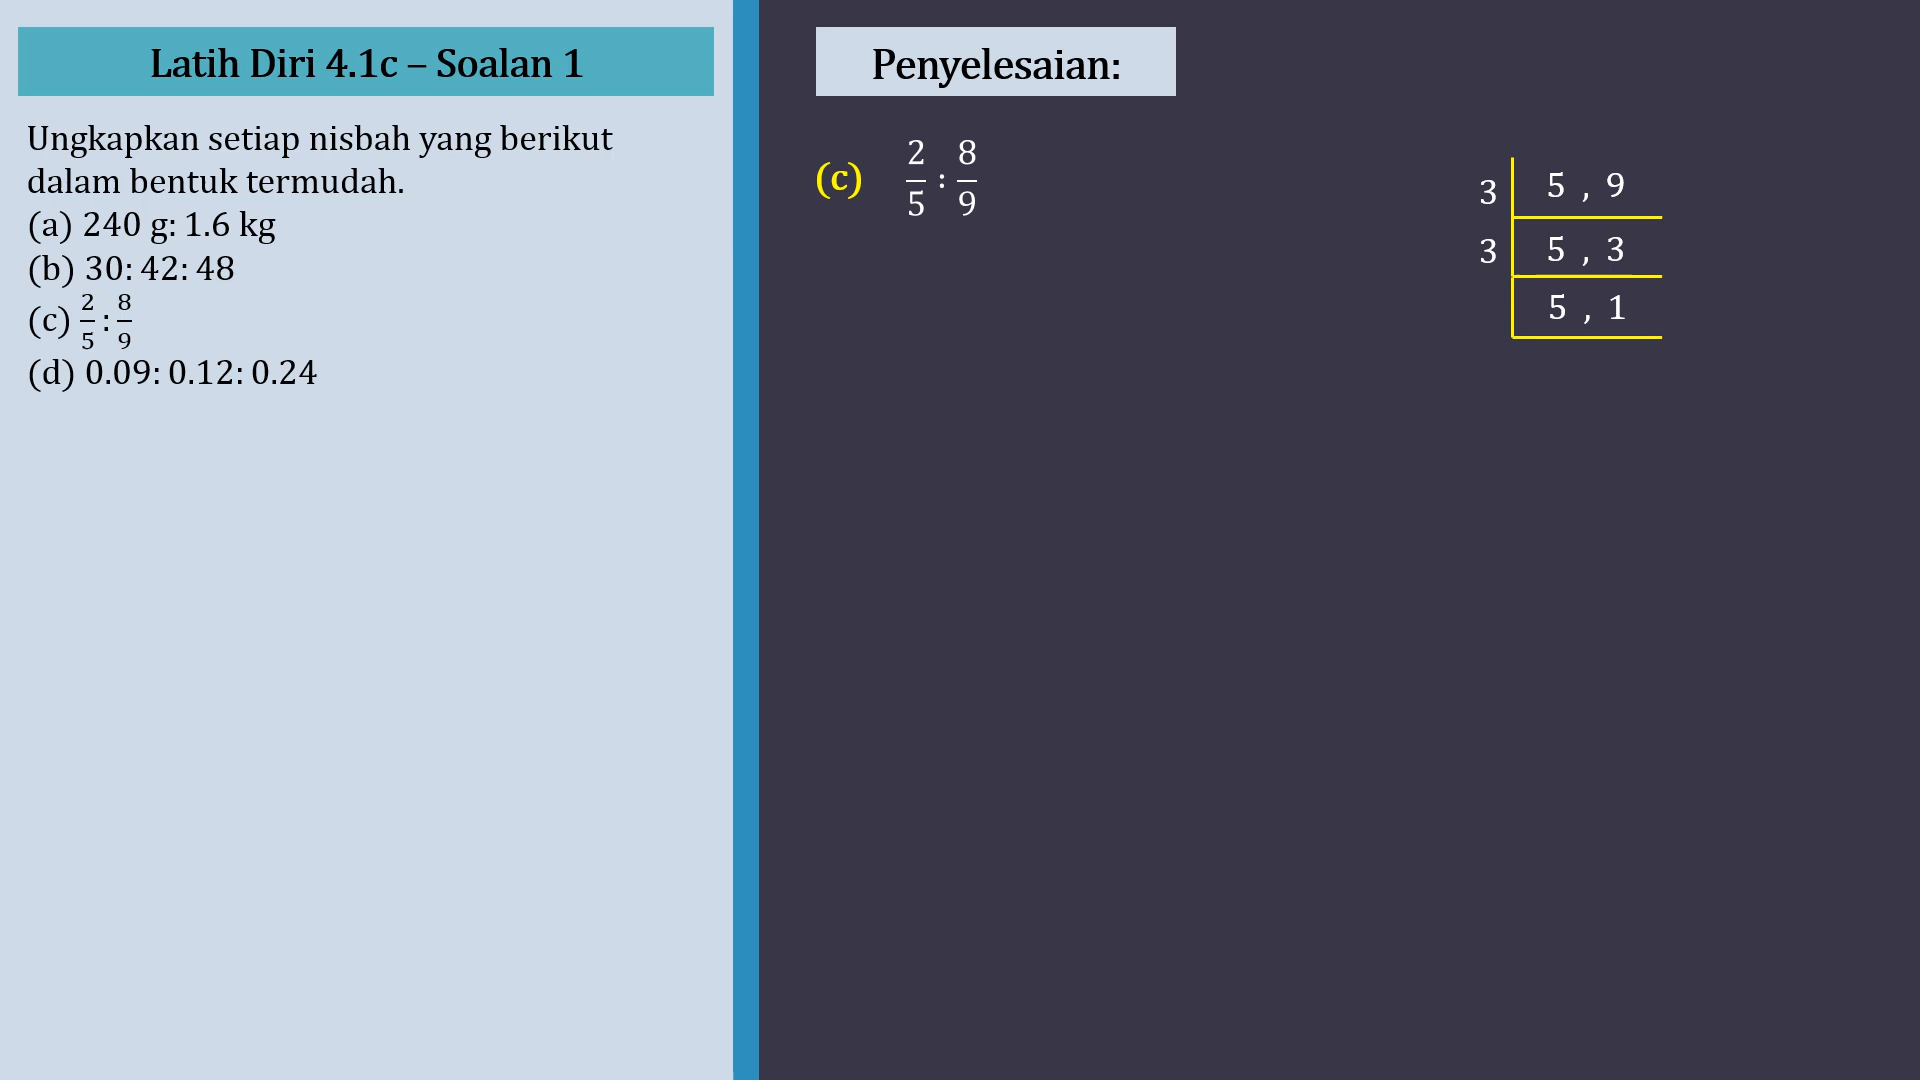 Latih Diri 4.1c – Soalan 1
Ungkapkan setiap nisbah yang berikut
dalam bentuk termudah.
(a) 240 g: 1.6 kg
(b) 30: 42: 48
(c) 2/5 : 8/9
(d) 0.09: 0.12: 0.24
Penyelesaian:
(c) 2/5 : 8/9
3 5 , 9
3 5 , 3
5 , 1